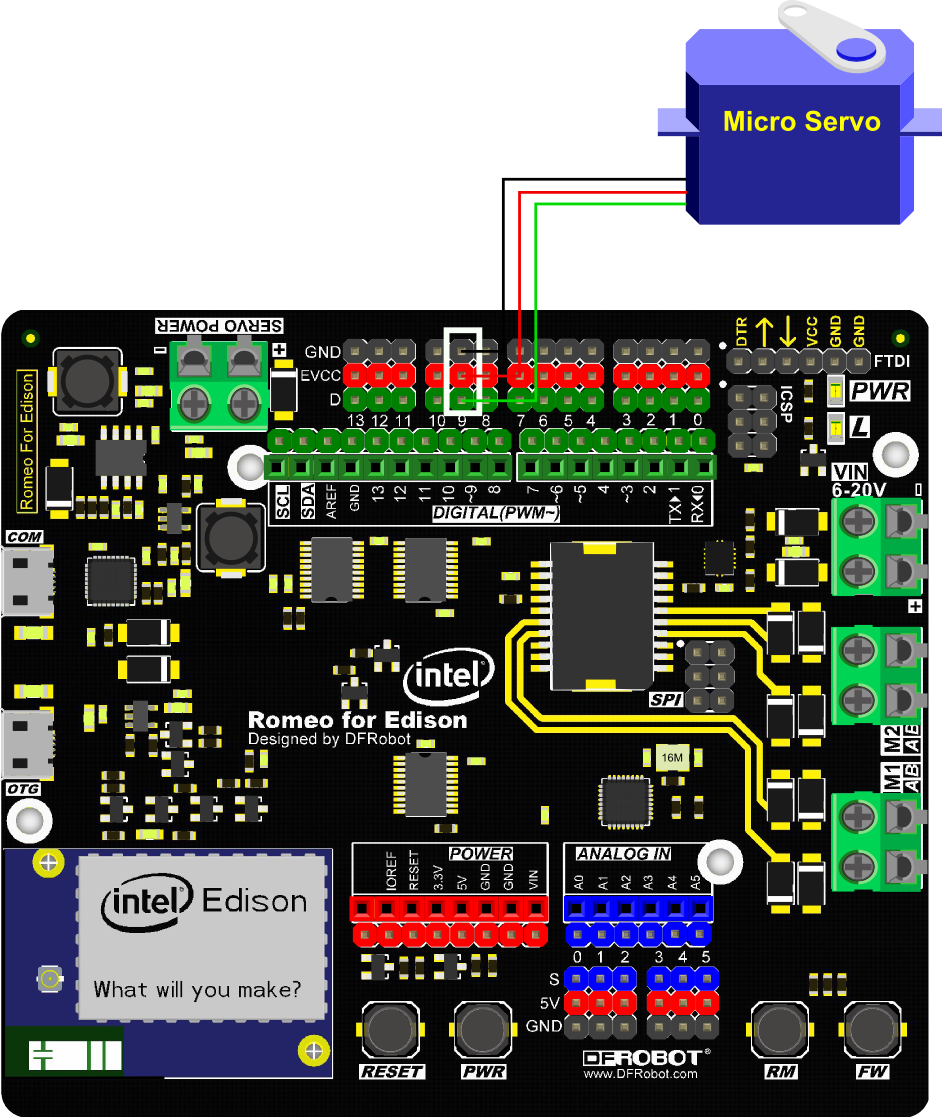 Micro Servo
SERVO POWER
- +
GND
EVCC
D
13 12 11 10 9 8 7 6 5 4 3 2 1 0
DTR VCC GND GND
FTDI
ICSP
PWR
L
Romeo For Edison
SCL SDA AREF GND 13 12 11 ~10 ~9 8 7 ~6 ~5 4 ~3 2 TX▸1 RX◂0
DIGITAL(PWM~)
VIN
6-20V
+
COM
intel
SPI
Romeo for Edison
Designed by DFRobot
M2
AB
M1
AB
16M
OTG
POWER
IOREF RESET 3.3V 5V GND GND VIN
ANALOG IN
A0 A1 A2 A3 A4 A5
intel Edison
What will you make?
0 1 2 3 4 5
S
5V
GND
RESET
PWR
DFROBOT®
www.DFRobot.com
RM
FW